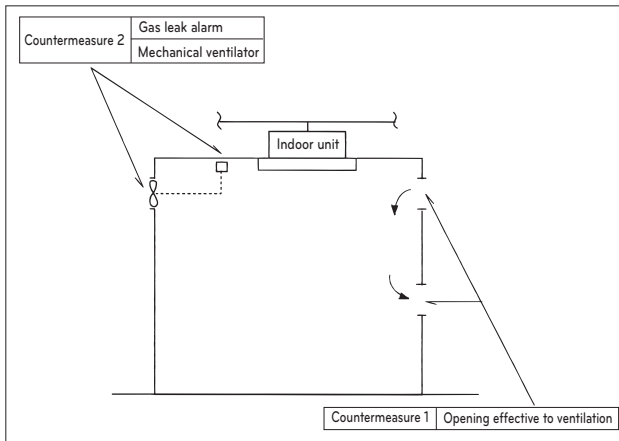 Countermeasure 2
Gas leak alarm
Mechanical ventilator
Indoor unit
Countermeasure 1
Opening effective to ventilation